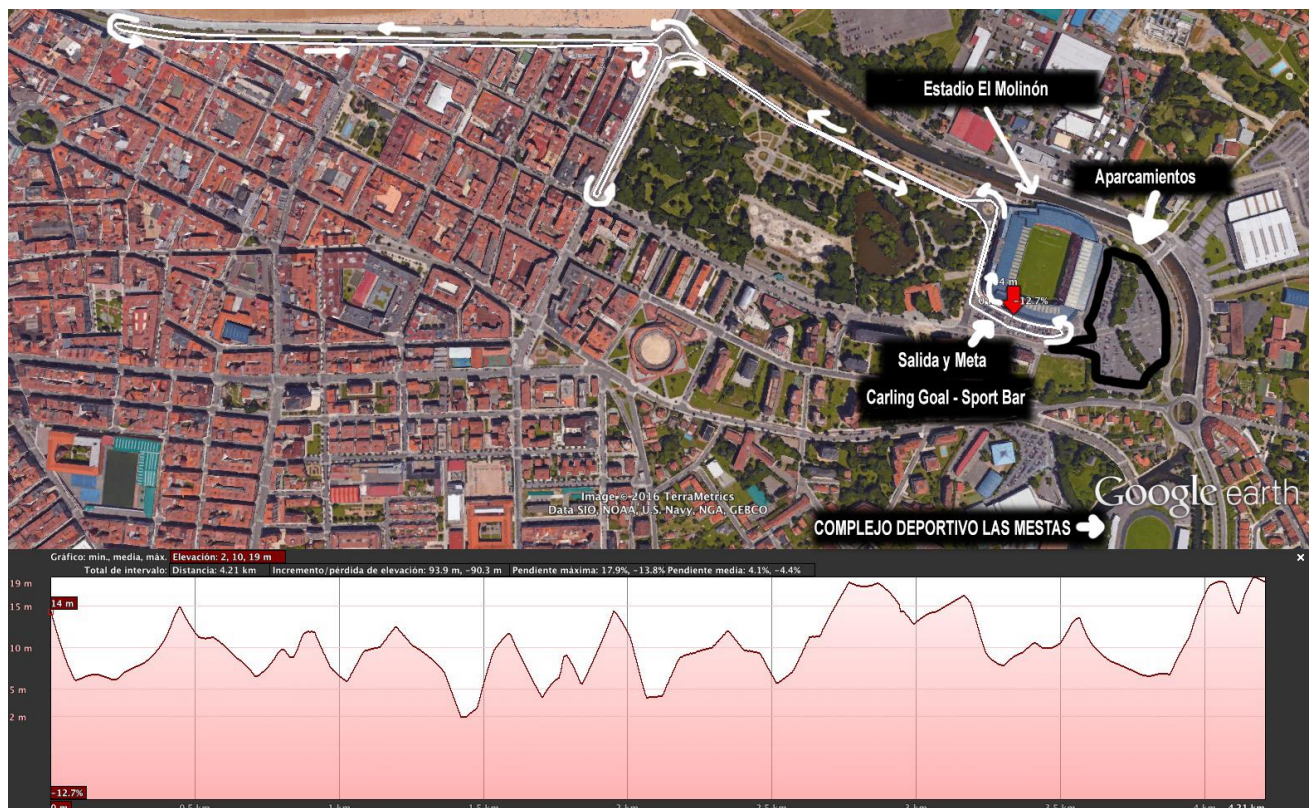 Estadio El Molinón
Aparcamientos
4 m
-12.7%
Salida y Meta
Carling Goal - Sport Bar
Image © 2016 TerraMetrics
Data SIO, NOAA, U.S. Navy, NGA, GEBCO
Google earth
COMPLEJO DEPORTIVO LAS MESTAS
Gráfico: mín., media, máx. Elevación: 2, 10, 19 m
Total de intervalo: Distancia: 4.21 km Incremento/pérdida de elevación: 93.9 m, -90.3 m Pendiente máxima: 17.9%, -13.8% Pendiente media: 4.1%, -4.4%
19 m
14 m
15 m
10 m
5 m
2 m
-12.7%
0 m 0.5 km 1 km 1.5 km 2 km 2.5 km 3 km 3.5 km 4 km 4.21 km